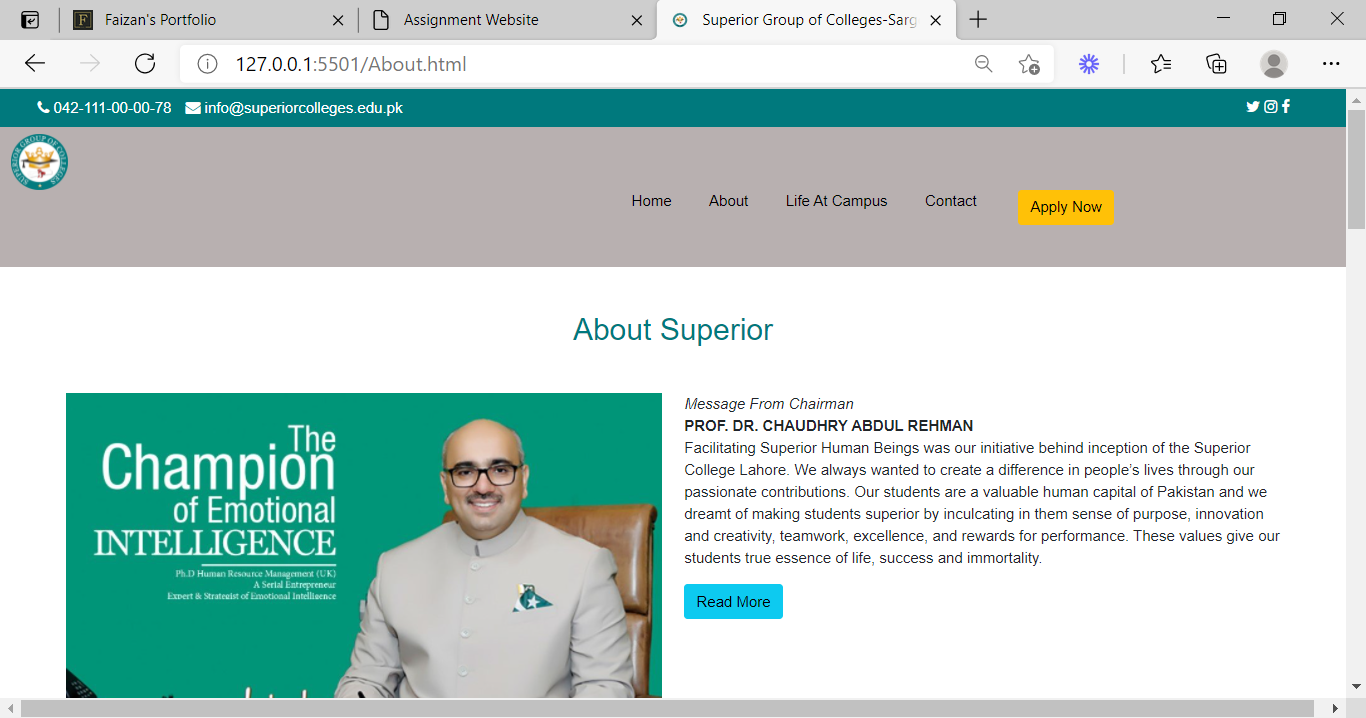 Faizan's Portfolio
Assignment Website
Superior Group of Colleges-Sarg
127.0.0.1:5501/About.html
042-111-00-00-78 info@superiorcolleges.edu.pk
SUPERIOR GROUP OF COLLEGES
Home About Life At Campus Contact Apply Now
About Superior
The
Champion
of Emotional
INTELLIGENCE
Ph.D Human Resource Management (UK)
A Serial Entrepreneur
Expert & Strategist of Emotional Intelligence
Message From Chairman
PROF. DR. CHAUDHRY ABDUL REHMAN
Facilitating Superior Human Beings was our initiative behind inception of the Superior
College Lahore. We always wanted to create a difference in people’s lives through our
passionate contributions. Our students are a valuable human capital of Pakistan and we
dreamt of making students superior by inculcating in them sense of purpose, innovation
and creativity, teamwork, excellence, and rewards for performance. These values give our
students true essence of life, success and immortality.
Read More